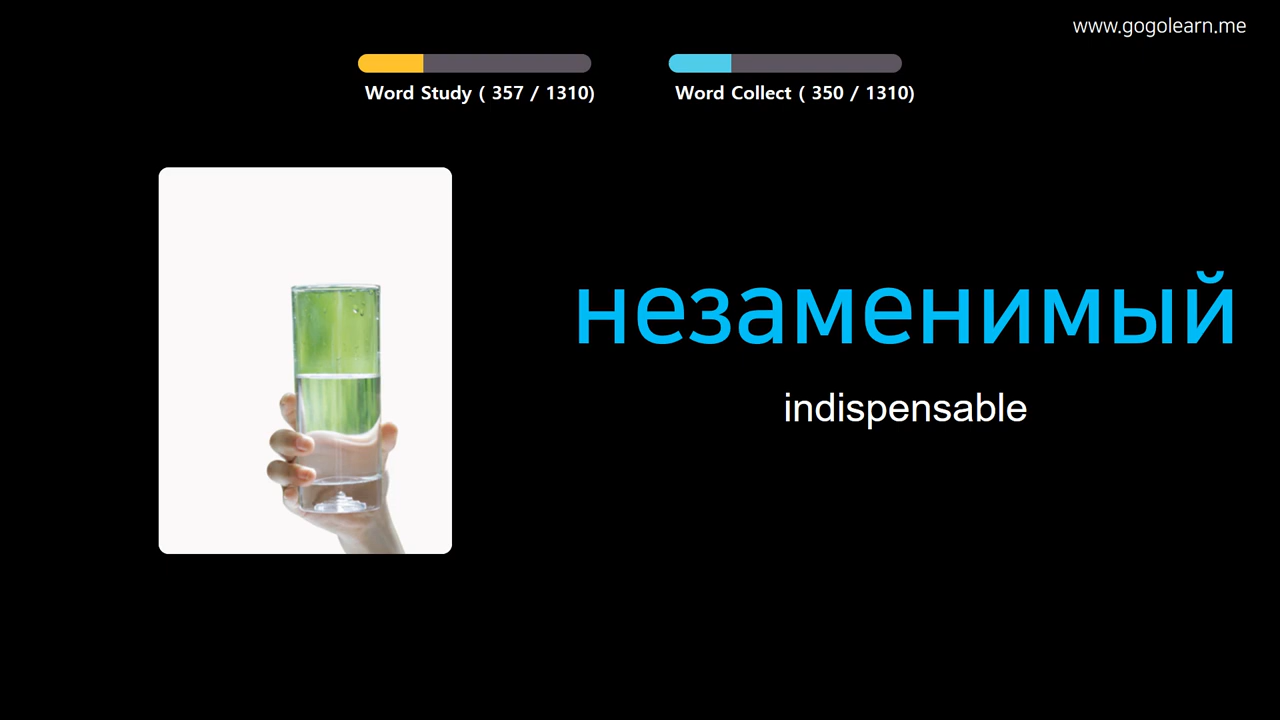 www.gogolearn.me
Word Study ( 357 / 1310)
Word Collect ( 350 / 1310)
незаменимый
indispensable